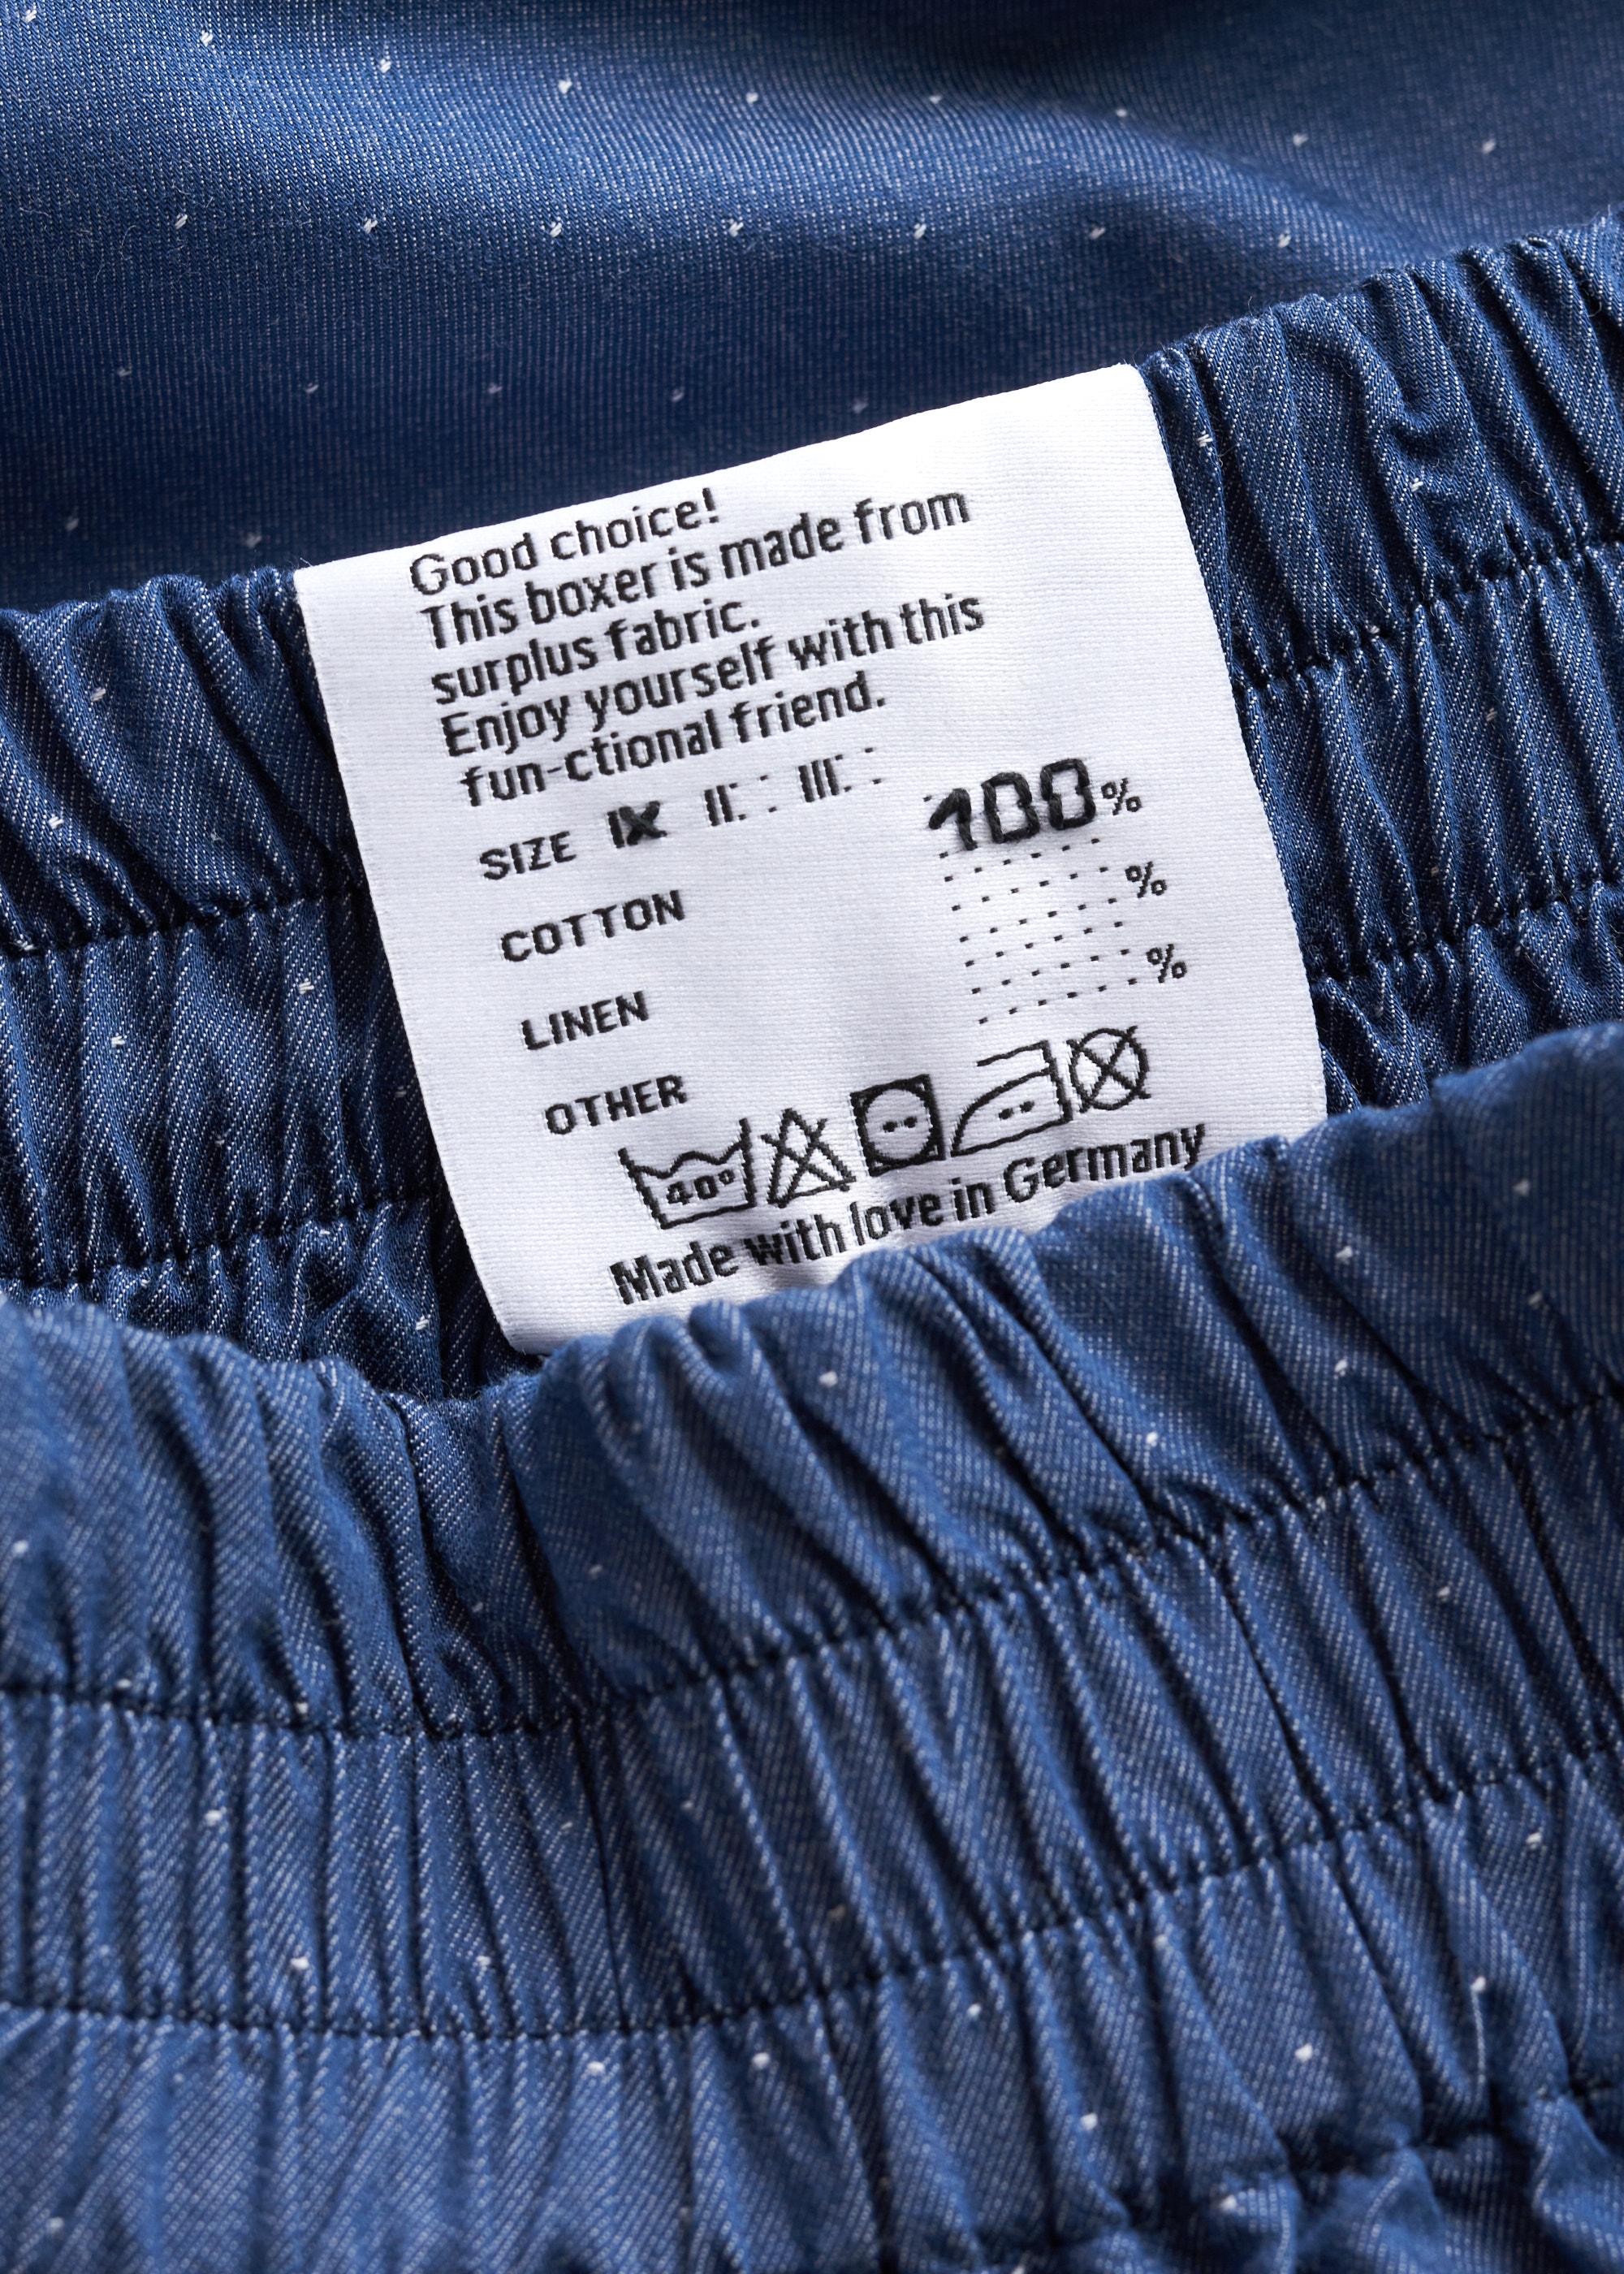 Good choice!
This boxer is made from
surplus fabric.
Enjoy yourself with this
fun-ctional friend.
SIZE I X II III
COTTON 100 %
LINEN %
OTHER %
40°
Made with love in Germany